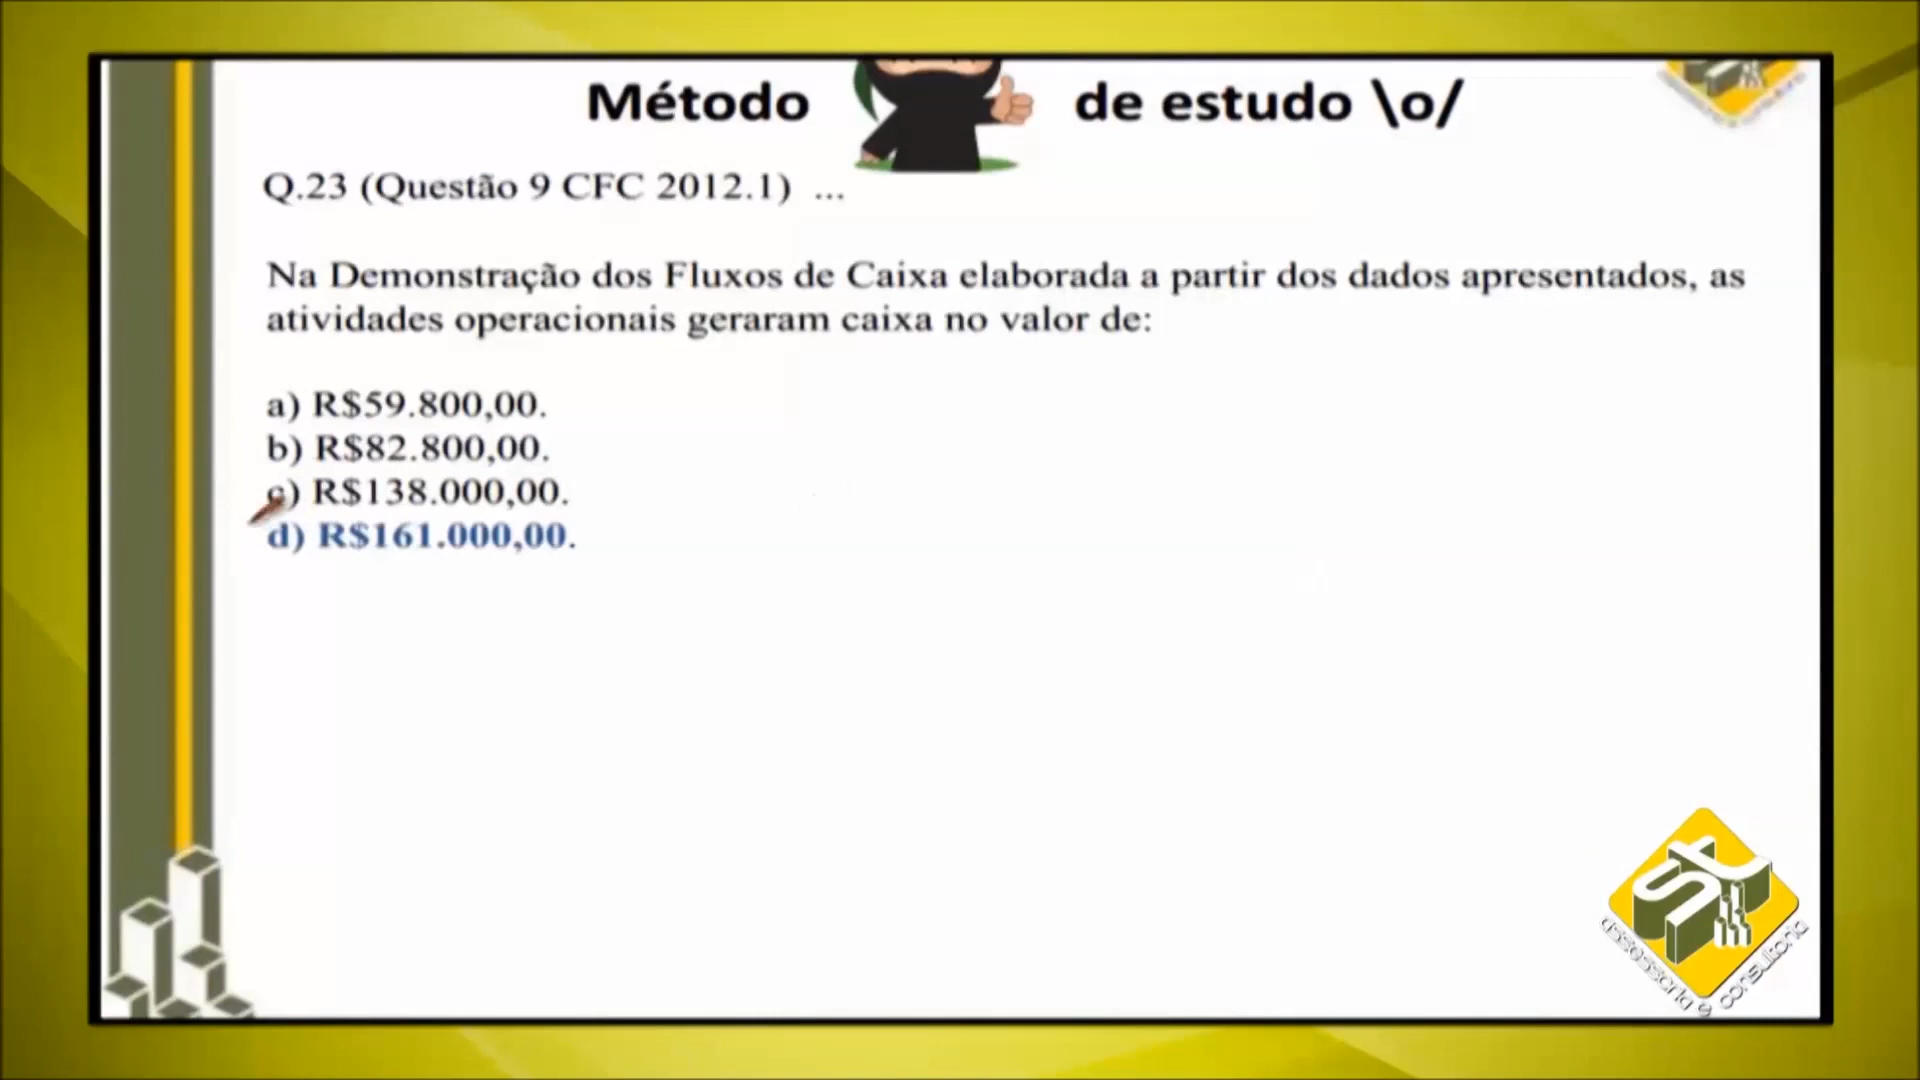 Método de estudo \o/
Q.23 (Questão 9 CFC 2012.1) ...
Na Demonstração dos Fluxos de Caixa elaborada a partir dos dados apresentados, as
atividades operacionais geraram caixa no valor de:
a) R$59.800,00.
b) R$82.800,00.
c) R$138.000,00.
d) R$161.000,00.
assessoria e consultoria